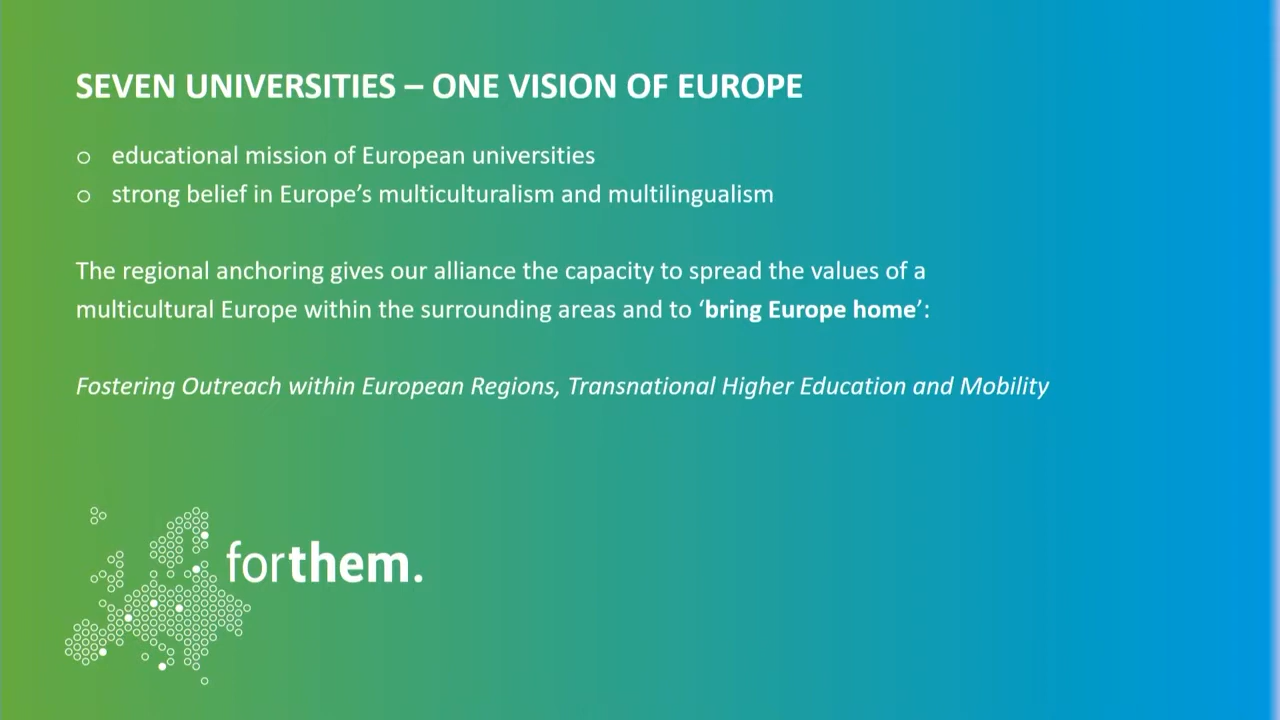 SEVEN UNIVERSITIES – ONE VISION OF EUROPE
o educational mission of European universities
o strong belief in Europe’s multiculturalism and multilingualism
The regional anchoring gives our alliance the capacity to spread the values of a
multicultural Europe within the surrounding areas and to ‘bring Europe home’:
Fostering Outreach within European Regions, Transnational Higher Education and Mobility
forthem.